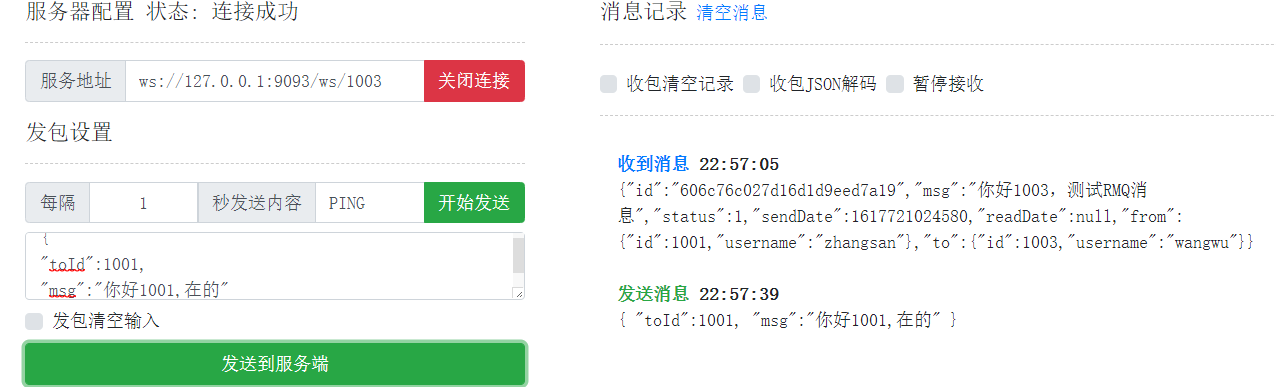 服务器配置 状态: 连接成功
服务地址 ws://127.0.0.1:9093/ws/1003 关闭连接
发包设置
每隔 1 秒发送内容 PING 开始发送
{
"toId":1001,
"msg":"你好1001,在的"
发包清空输入
发送到服务端
消息记录 清空消息
收包清空记录 收包JSON解码 暂停接收
收到消息 22:57:05
{"id":"606c76c027d16d1d9eed7a19","msg":"你好1003，测试RMQ消
息","status":1,"sendDate":1617721024580,"readDate":null,"from":
{"id":1001,"username":"zhangsan"},"to":{"id":1003,"username":"wangwu"}}
发送消息 22:57:39
{ "toId":1001, "msg":"你好1001,在的" }